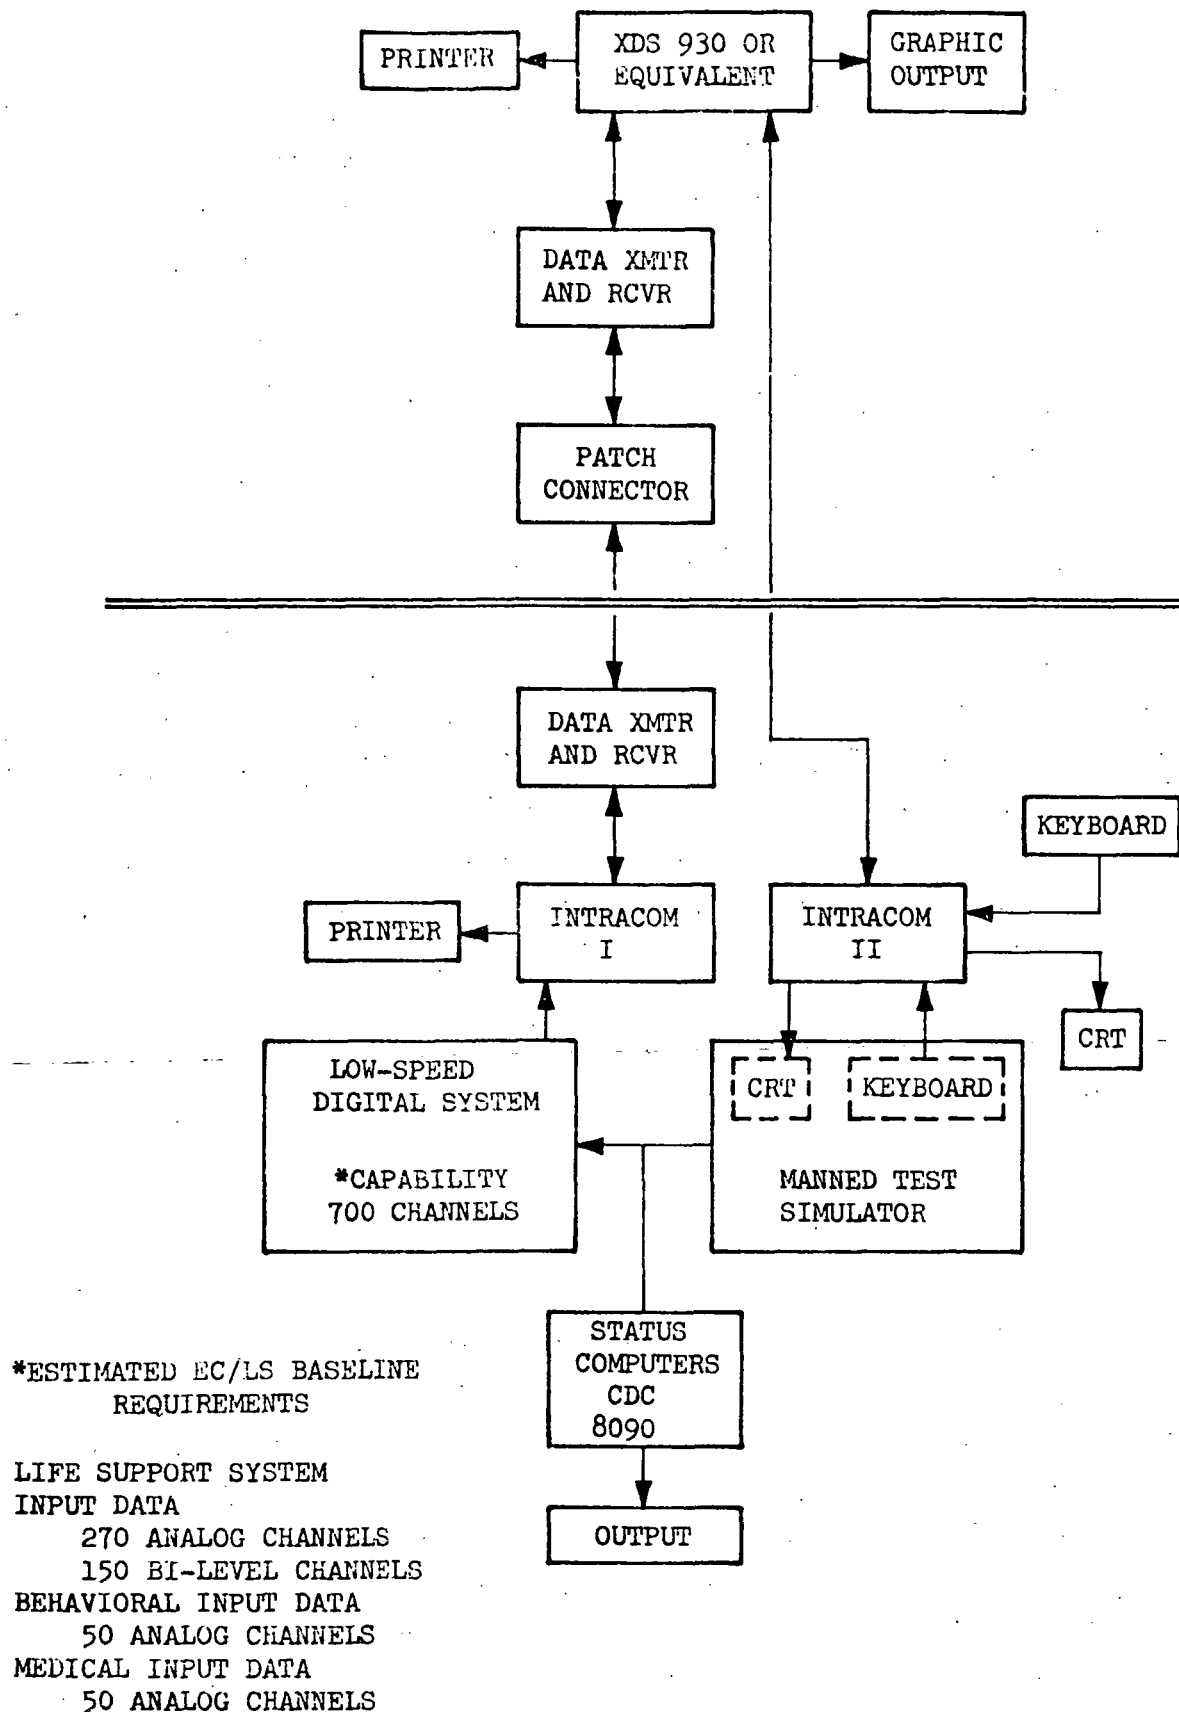 PRINTER
XDS 930 OR
EQUIVALENT
GRAPHIC
OUTPUT
DATA XMTR
AND RCVR
PATCH
CONNECTOR
DATA XMTR
AND RCVR
KEYBOARD
PRINTER
INTRACOM
I
INTRACOM
II
CRT
LOW-SPEED
DIGITAL SYSTEM
*CAPABILITY
700 CHANNELS
CRT
KEYBOARD
MANNED TEST
SIMULATOR
STATUS
COMPUTERS
CDC
8090
OUTPUT
*ESTIMATED EC/LS BASELINE
REQUIREMENTS
LIFE SUPPORT SYSTEM
INPUT DATA
270 ANALOG CHANNELS
150 BI-LEVEL CHANNELS
BEHAVIORAL INPUT DATA
50 ANALOG CHANNELS
MEDICAL INPUT DATA
50 ANALOG CHANNELS